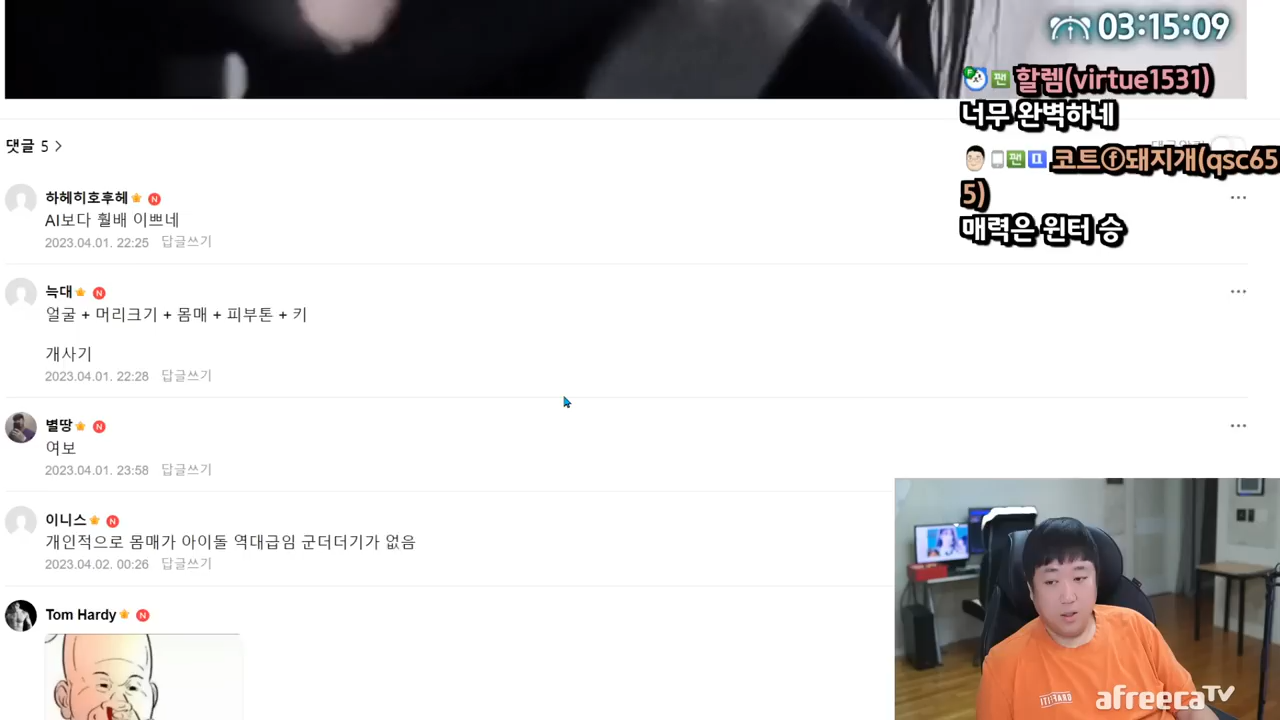 03:15:09
할렘(virtue1531)
너무 완벽하네
코트ⓕ돼지개(qsc65
5)
매력은 윈터 승
댓글 5 >
하헤히호후헤 N
AI보다 훨배 이쁘네
2023.04.01. 22:25 답글쓰기
늑대 N
얼굴 + 머리크기 + 몸매 + 피부톤 + 키
개사기
2023.04.01. 22:28 답글쓰기
별땅 N
여보
2023.04.01. 23:58 답글쓰기
이니스 N
개인적으로 몸매가 아이돌 역대급임 군더더기가 없음
2023.04.02. 00:26 답글쓰기
Tom Hardy N
afreecaTV